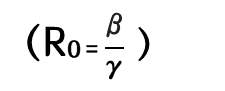 (R₀ = β/γ)